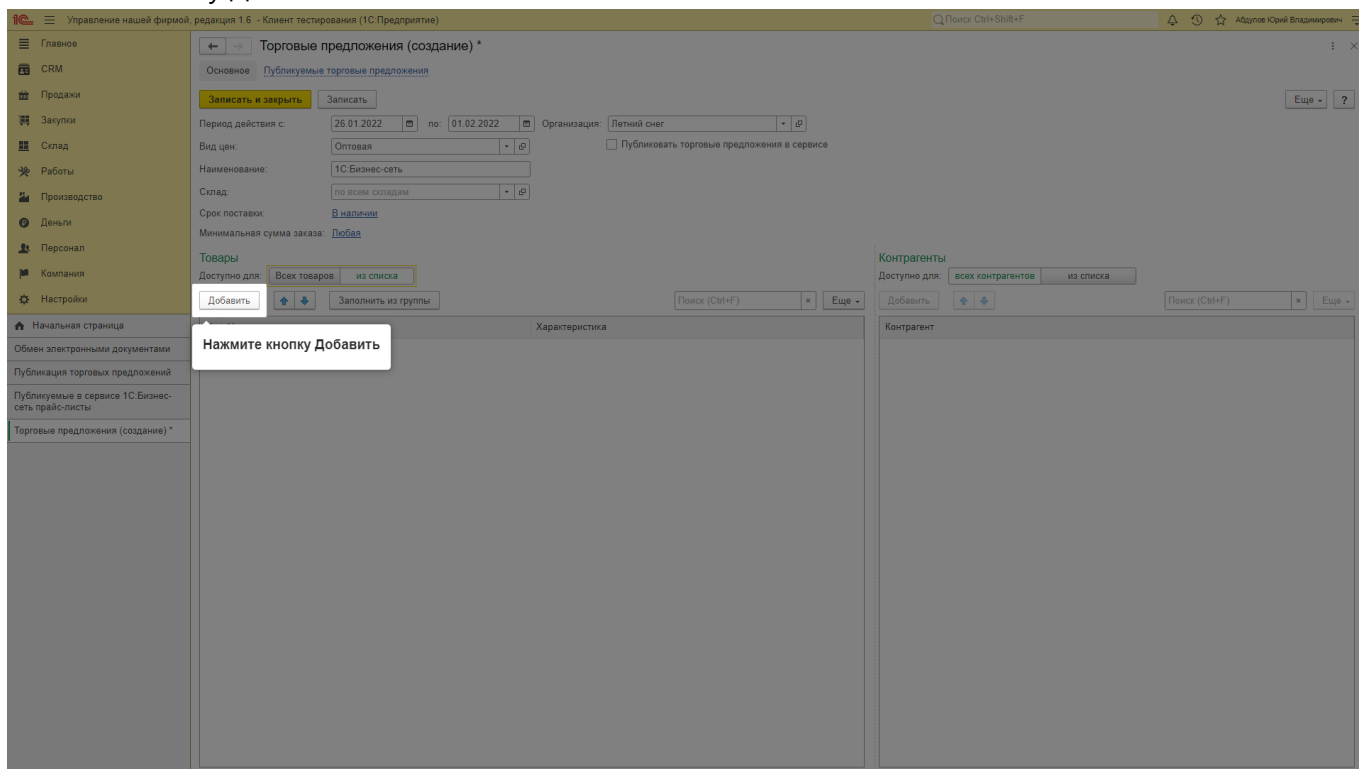 1С Управление нашей фирмой, редакция 1.6 - Клиент тестирования (1С:Предприятие) Поиск Ctrl+Shift+F Абдулов Юрий Владимирович
Главное
CRM
Продажи
Закупки
Склад
Работы
Производство
Деньги
Персонал
Компания
Настройки
Начальная страница
Обмен электронными документами
Публикация торговых предложений
Публикуемые в сервисе 1С:Бизнес-
сеть прайс-листы
Торговые предложения (создание) *
Торговые предложения (создание) *
Основное Публикуемые торговые предложения
Записать и закрыть Записать Еще ?
Период действия с: 26.01.2022 по: 01.02.2022 Организация: Летний снег
Вид цен: Оптовая Публиковать торговые предложения в сервисе
Наименование: 1С:Бизнес-сеть
Склад: по всем складам
Срок поставки: В наличии
Минимальная сумма заказа: Любая
Товары Контрагенты
Доступно для: Всех товаров из списка Доступно для: всех контрагентов из списка
Добавить Заполнить из группы Поиск (Ctrl+F) × Еще Добавить Поиск (Ctrl+F) × Еще
Характеристика Контрагент
Нажмите кнопку Добавить